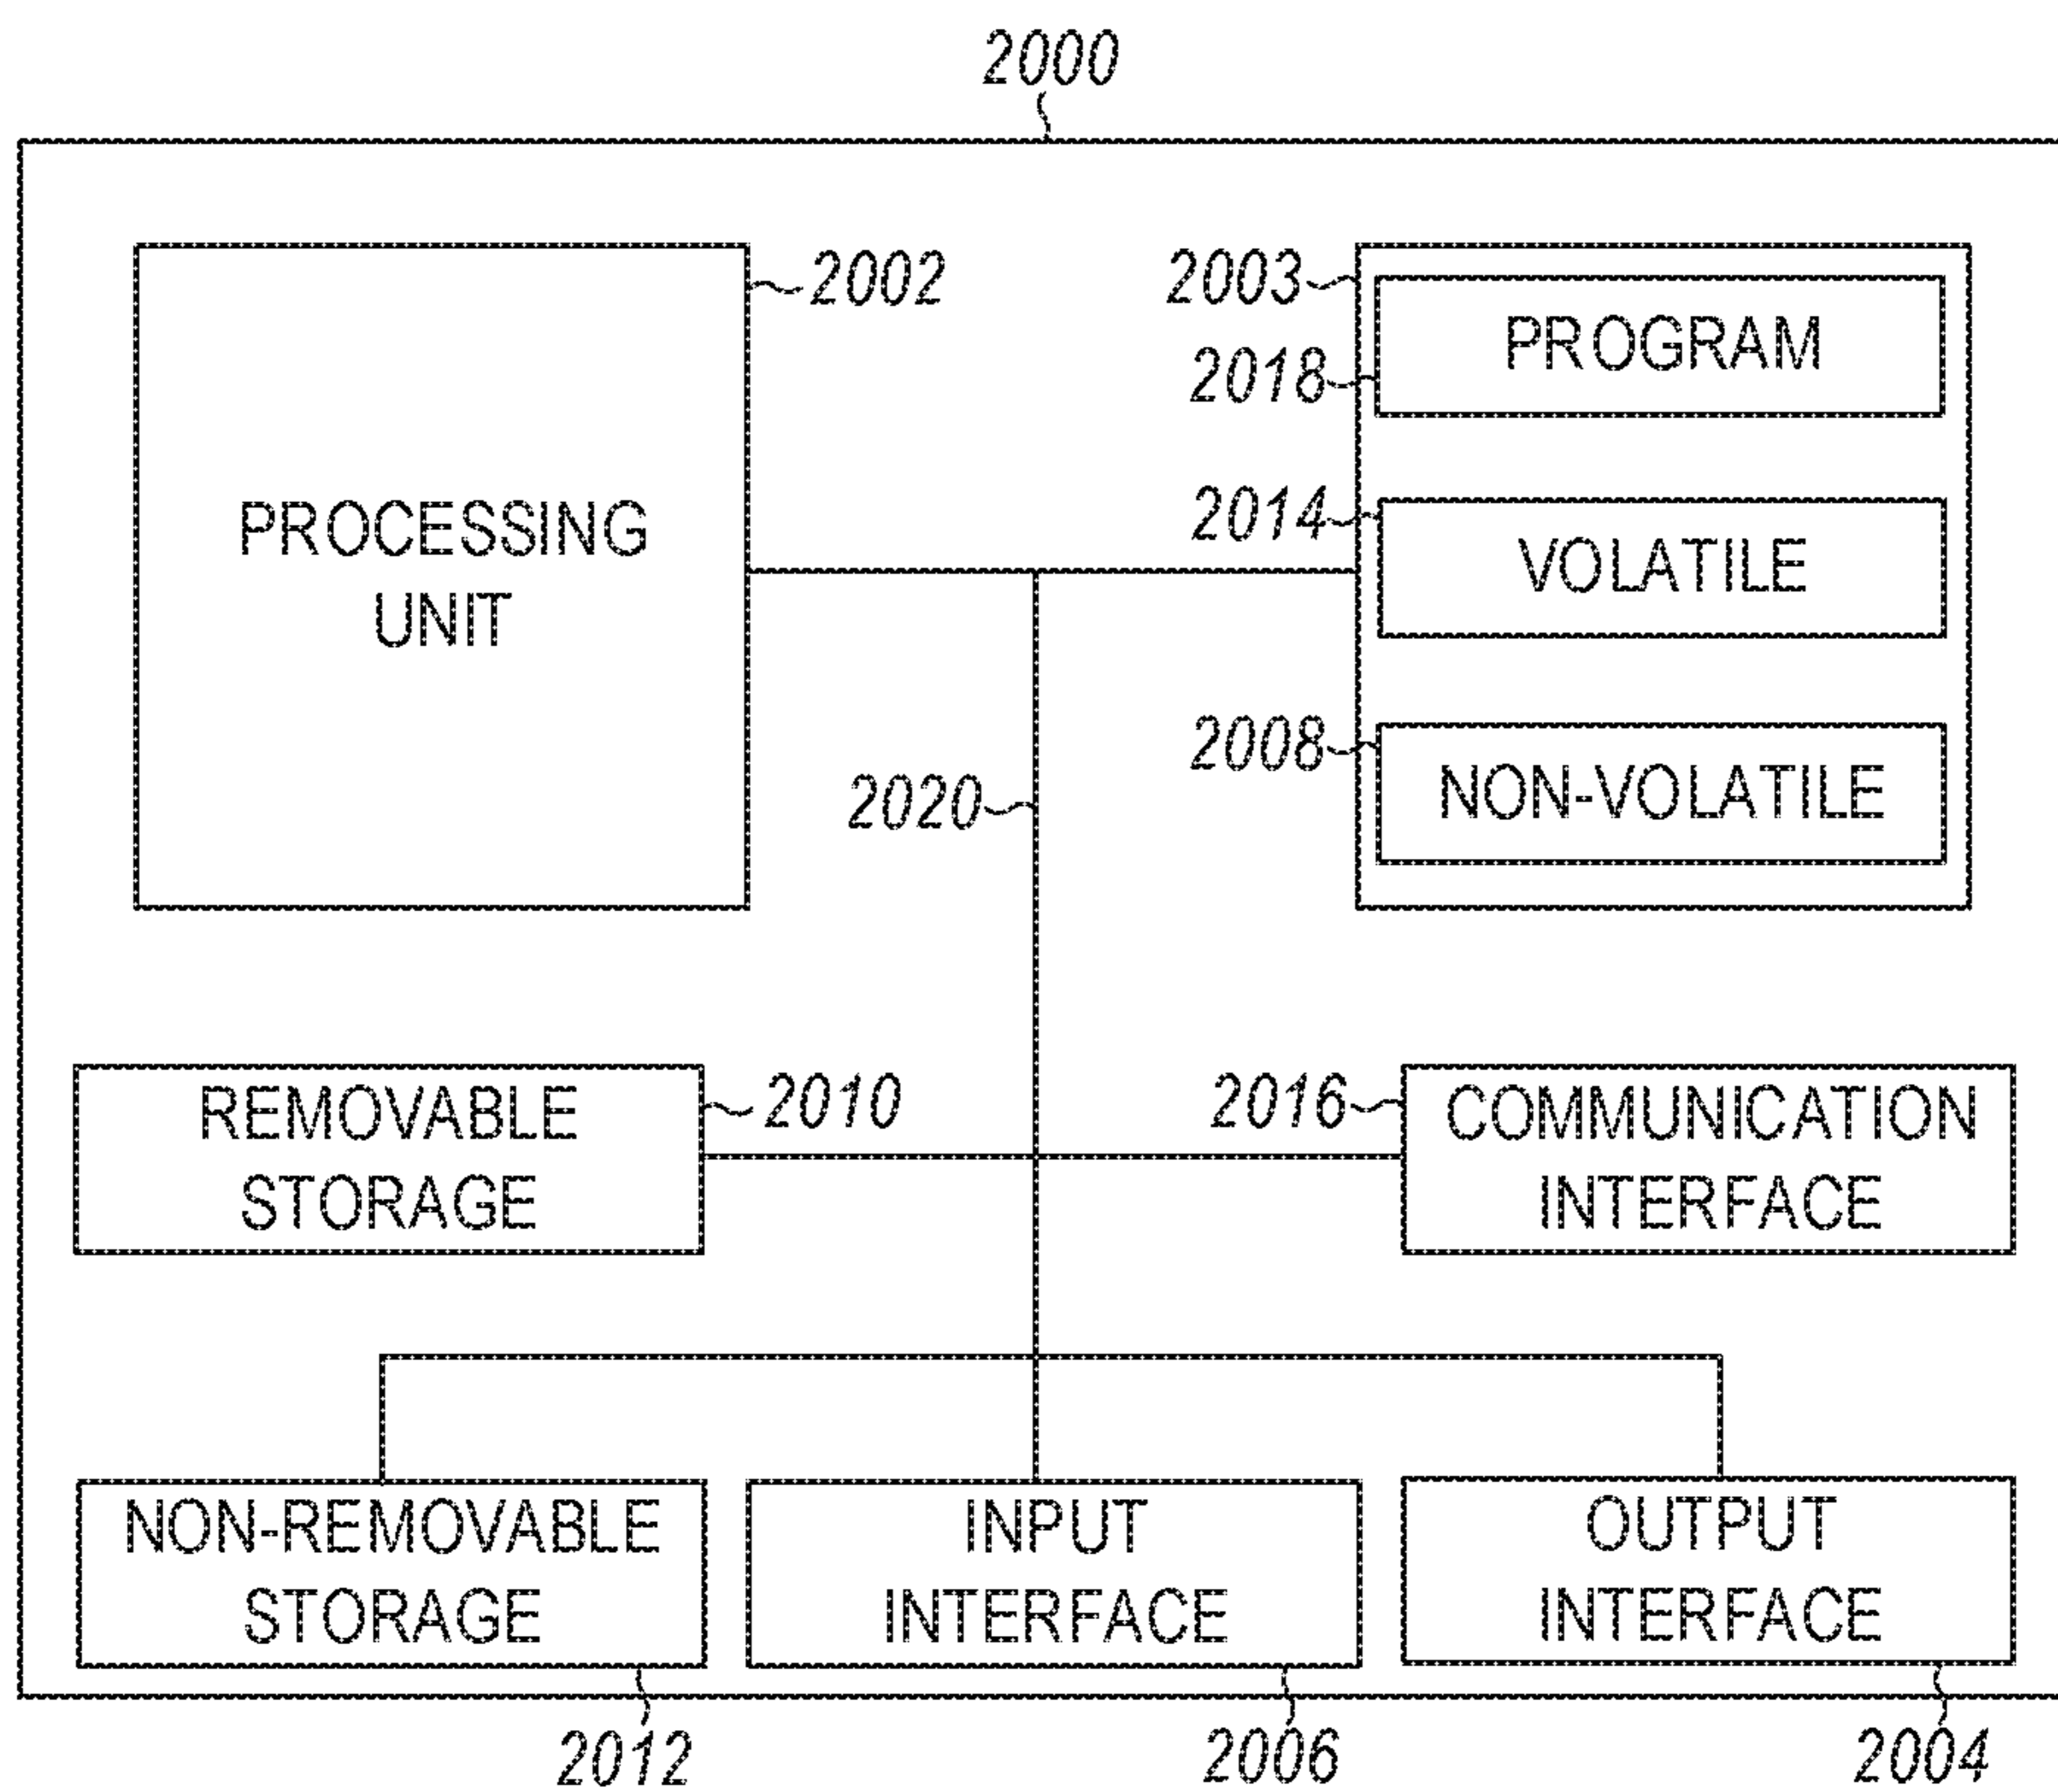 2000
2002
2003
PROGRAM
2018
PROCESSING
UNIT
2014
VOLATILE
2008
NON-VOLATILE
2020
REMOVABLE
STORAGE
2010
2016
COMMUNICATION
INTERFACE
NON-REMOVABLE
STORAGE
INPUT
INTERFACE
OUTPUT
INTERFACE
2012
2006
2004